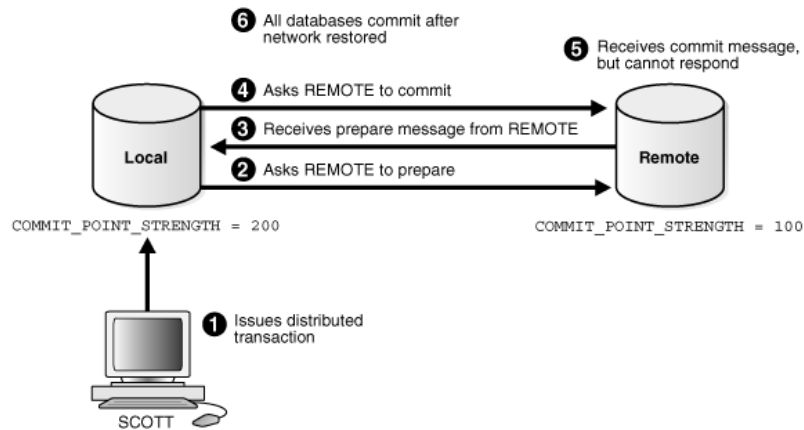 6 All databases commit after
network restored
5 Receives commit message,
but cannot respond
4 Asks REMOTE to commit
3 Receives prepare message from REMOTE
Local
Remote
2 Asks REMOTE to prepare
COMMIT_POINT_STRENGTH = 200
COMMIT_POINT_STRENGTH = 100
1 Issues distributed
transaction
SCOTT